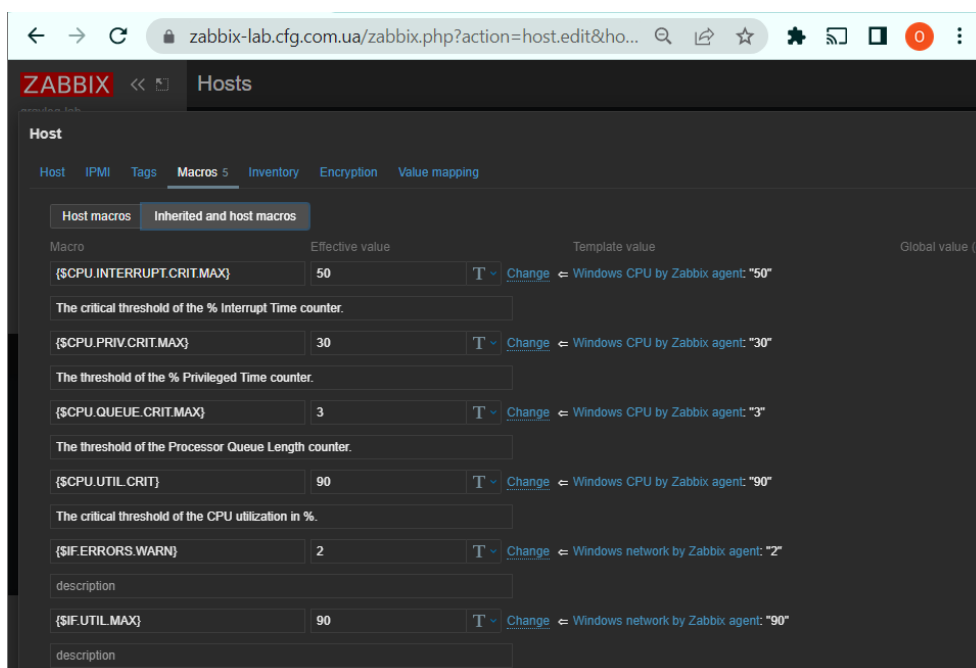 zabbix-lab.cfg.com.ua/zabbix.php?action=host.edit&ho...
O
ZABBIX
Hosts
Host
Host IPMI Tags Macros 5 Inventory Encryption Value mapping
Host macros Inherited and host macros
Macro Effective value Template value Global value (
{$CPU.INTERRUPT.CRIT.MAX} 50 T Change ⇐ Windows CPU by Zabbix agent: "50"
The critical threshold of the % Interrupt Time counter.
{$CPU.PRIV.CRIT.MAX} 30 T Change ⇐ Windows CPU by Zabbix agent: "30"
The threshold of the % Privileged Time counter.
{$CPU.QUEUE.CRIT.MAX} 3 T Change ⇐ Windows CPU by Zabbix agent: "3"
The threshold of the Processor Queue Length counter.
{$CPU.UTIL.CRIT} 90 T Change ⇐ Windows CPU by Zabbix agent: "90"
The critical threshold of the CPU utilization in %.
{$IF.ERRORS.WARN} 2 T Change ⇐ Windows network by Zabbix agent: "2"
description
{$IF.UTIL.MAX} 90 T Change ⇐ Windows network by Zabbix agent: "90"
description